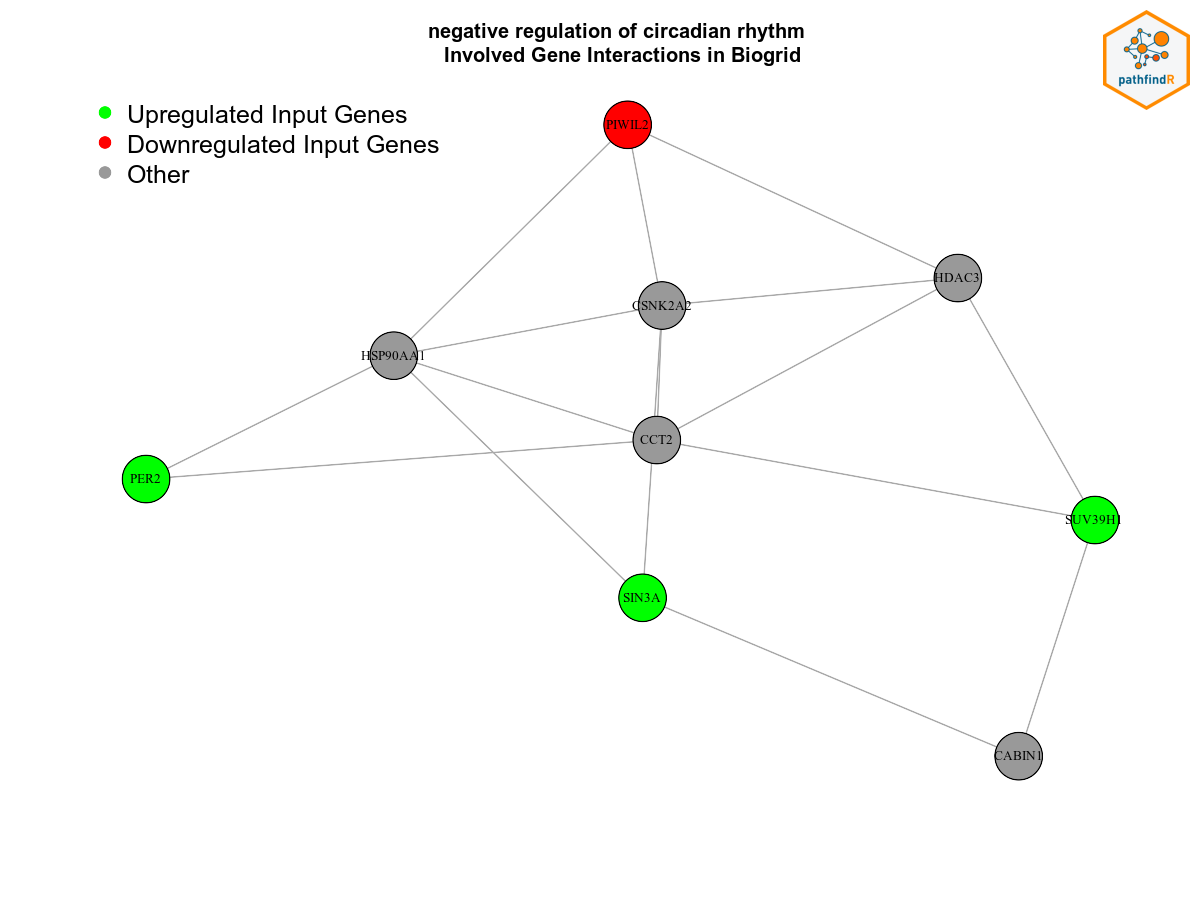 negative regulation of circadian rhythm
Involved Gene Interactions in Biogrid
pathfindR
Upregulated Input Genes
Downregulated Input Genes
Other
PIWIL2
HDAC3
CSNK2A2
HSP90AA1
CCT2
PER2
SUV39H1
SIN3A
CABIN1